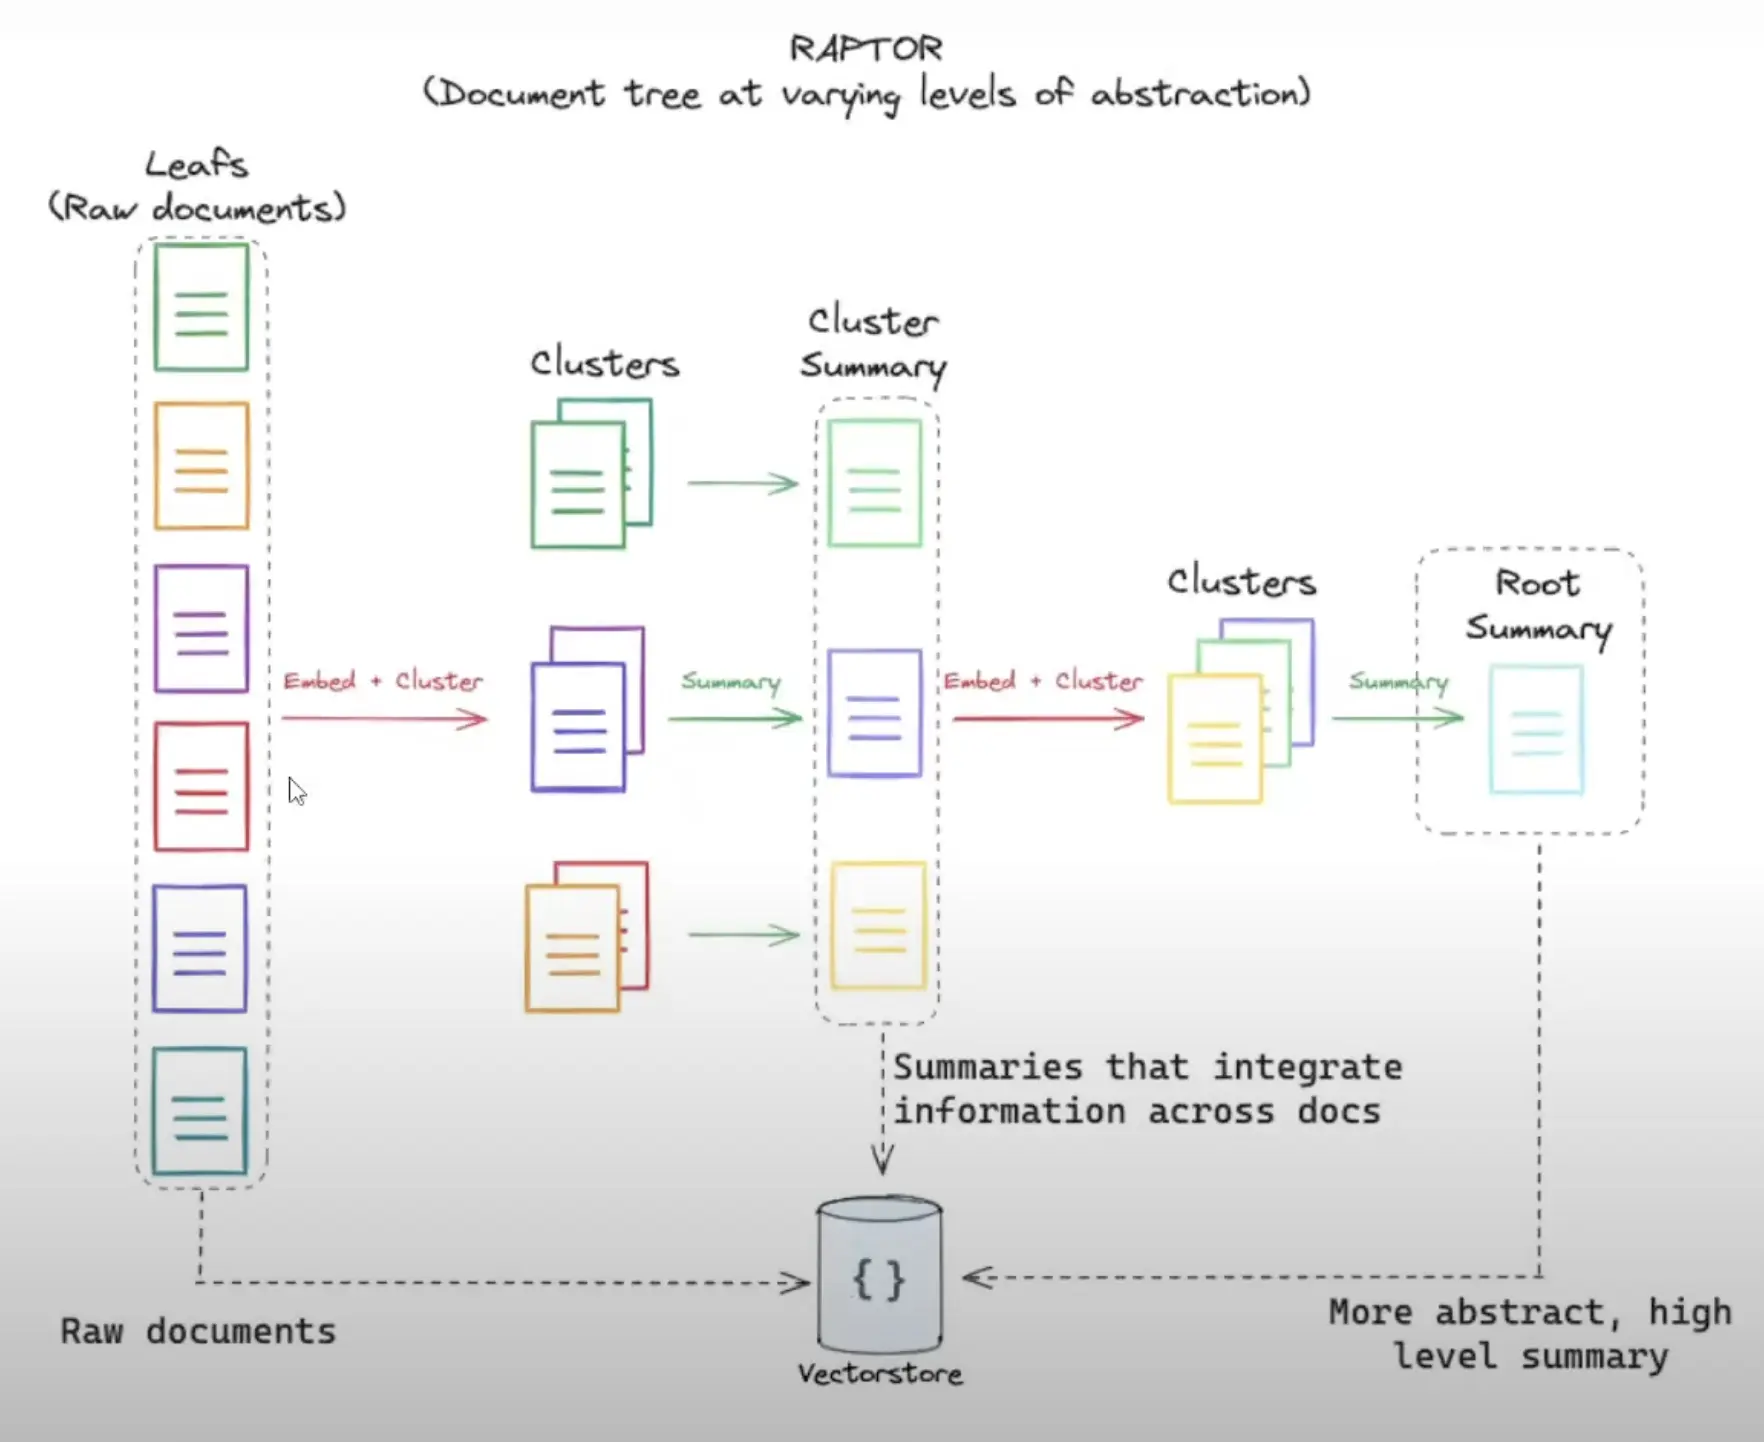 RAPTOR
(Document tree at varying levels of abstraction)
Leafs
(Raw documents)
Clusters
Cluster
Summary
Embed + Cluster
Summary
Embed + Cluster
Clusters
Summary
Root
Summary
Summaries that integrate
information across docs
{}
Vectorstore
Raw documents
More abstract, high
level summary